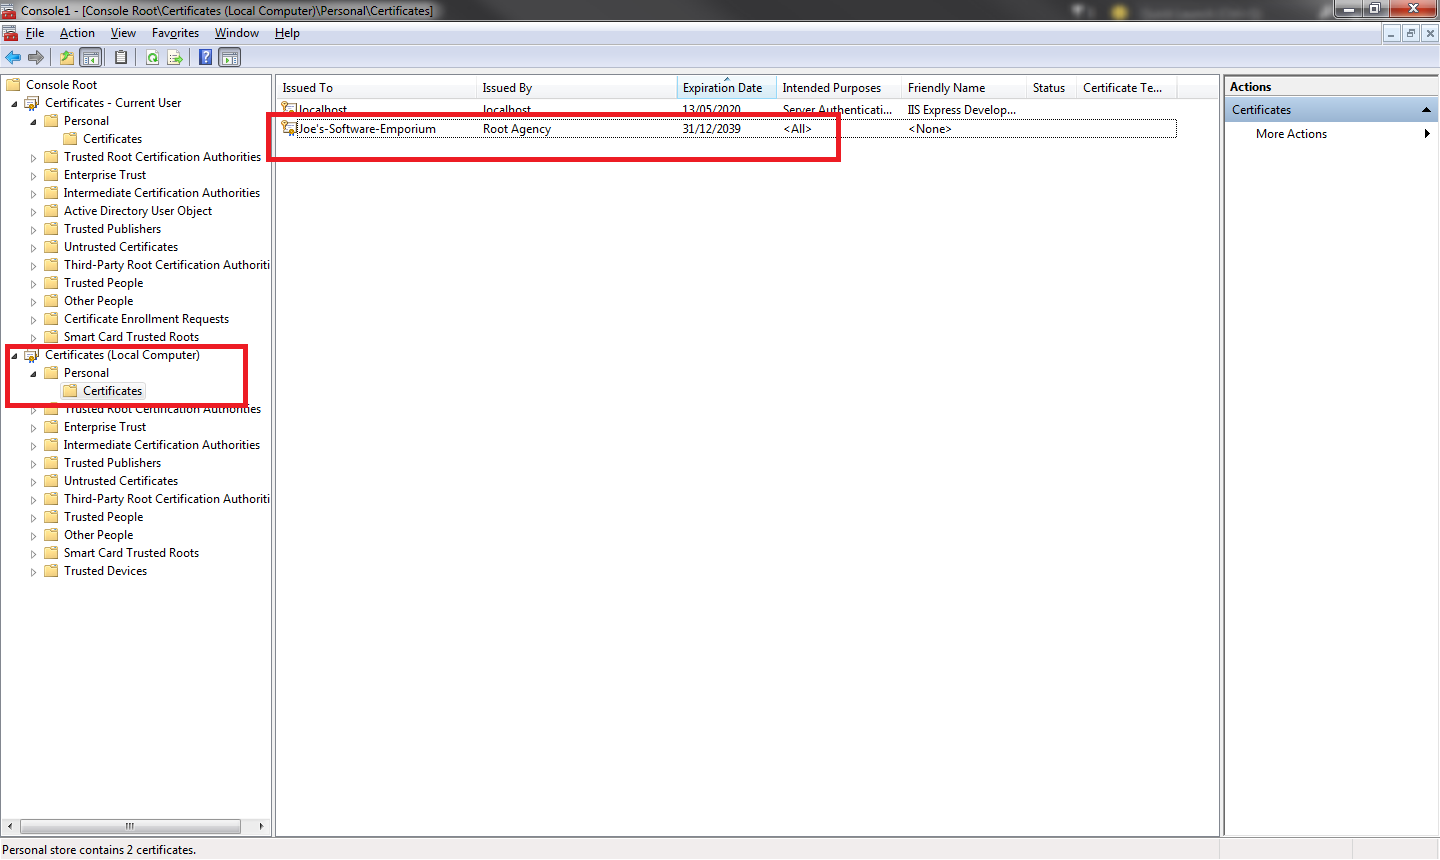 Console1 - [Console Root\Certificates (Local Computer)\Personal\Certificates]
File Action View Favorites Window Help
Console Root
Certificates - Current User
Personal
Certificates
Trusted Root Certification Authorities
Enterprise Trust
Intermediate Certification Authorities
Active Directory User Object
Trusted Publishers
Untrusted Certificates
Third-Party Root Certification Authoriti
Trusted People
Other People
Certificate Enrollment Requests
Smart Card Trusted Roots
Certificates (Local Computer)
Personal
Certificates
Trusted Root Certification Authorities
Enterprise Trust
Intermediate Certification Authorities
Trusted Publishers
Untrusted Certificates
Third-Party Root Certification Authoriti
Trusted People
Other People
Smart Card Trusted Roots
Trusted Devices
Issued To Issued By Expiration Date Intended Purposes Friendly Name Status Certificate Te...
localhost localhost 13/05/2020 Server Authenticati... IIS Express Develop...
Joe's-Software-Emporium Root Agency 31/12/2039 <All> <None>
Actions
Certificates
More Actions
Personal store contains 2 certificates.